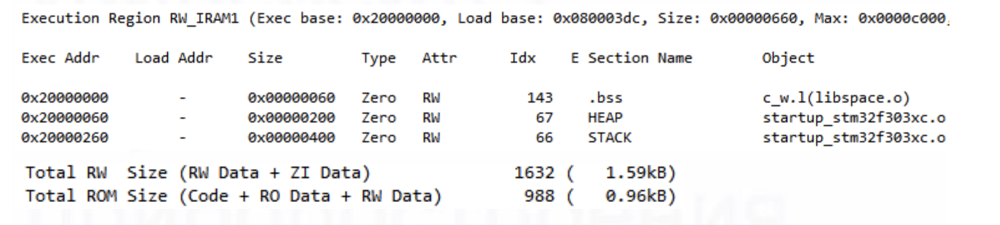 Execution Region RW_IRAM1 (Exec base: 0x20000000, Load base: 0x080003dc, Size: 0x00000660, Max: 0x0000c000,
Exec Addr Load Addr Size Type Attr Idx E Section Name Object
0x20000000 - 0x00000060 Zero RW 143 .bss c_w.l(libspace.o)
0x20000060 - 0x00000200 Zero RW 67 HEAP startup_stm32f303xc.o
0x20000260 - 0x00000400 Zero RW 66 STACK startup_stm32f303xc.o
Total RW Size (RW Data + ZI Data) 1632 ( 1.59kB)
Total ROM Size (Code + RO Data + RW Data) 988 ( 0.96kB)